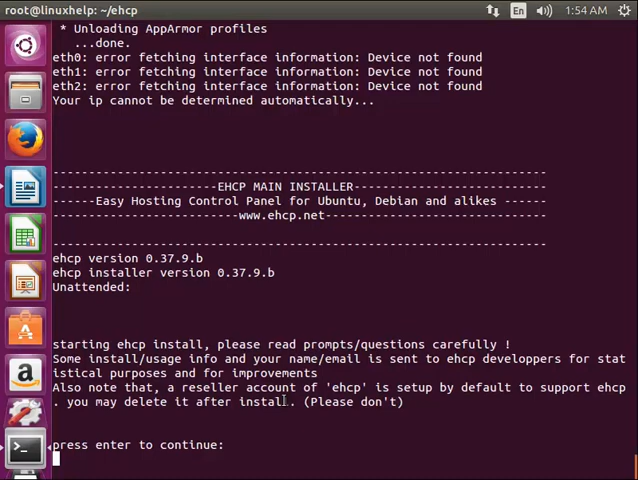 root@linuxhelp: ~/ehcp
En
1:54 AM
* Unloading AppArmor profiles
...done.
eth0: error fetching interface information: Device not found
eth1: error fetching interface information: Device not found
eth2: error fetching interface information: Device not found
Your ip cannot be determined automatically...
-------------------------------------------------------
-----------------------EHCP MAIN INSTALLER---------------------------
------Easy Hosting Control Panel for Ubuntu, Debian and alikes ------
--------------------------www.ehcp.net-------------------------------
-------------------------------------------------------
ehcp version 0.37.9.b
ehcp installer version 0.37.9.b
Unattended:
starting ehcp install, please read prompts/questions carefully !
Some install/usage info and your name/email is sent to ehcp developpers for stat
istical purposes and for improvements
Also note that, a reseller account of 'ehcp' is setup by default to support ehcp
. you may delete it after install. (Please don't)
press enter to continue: